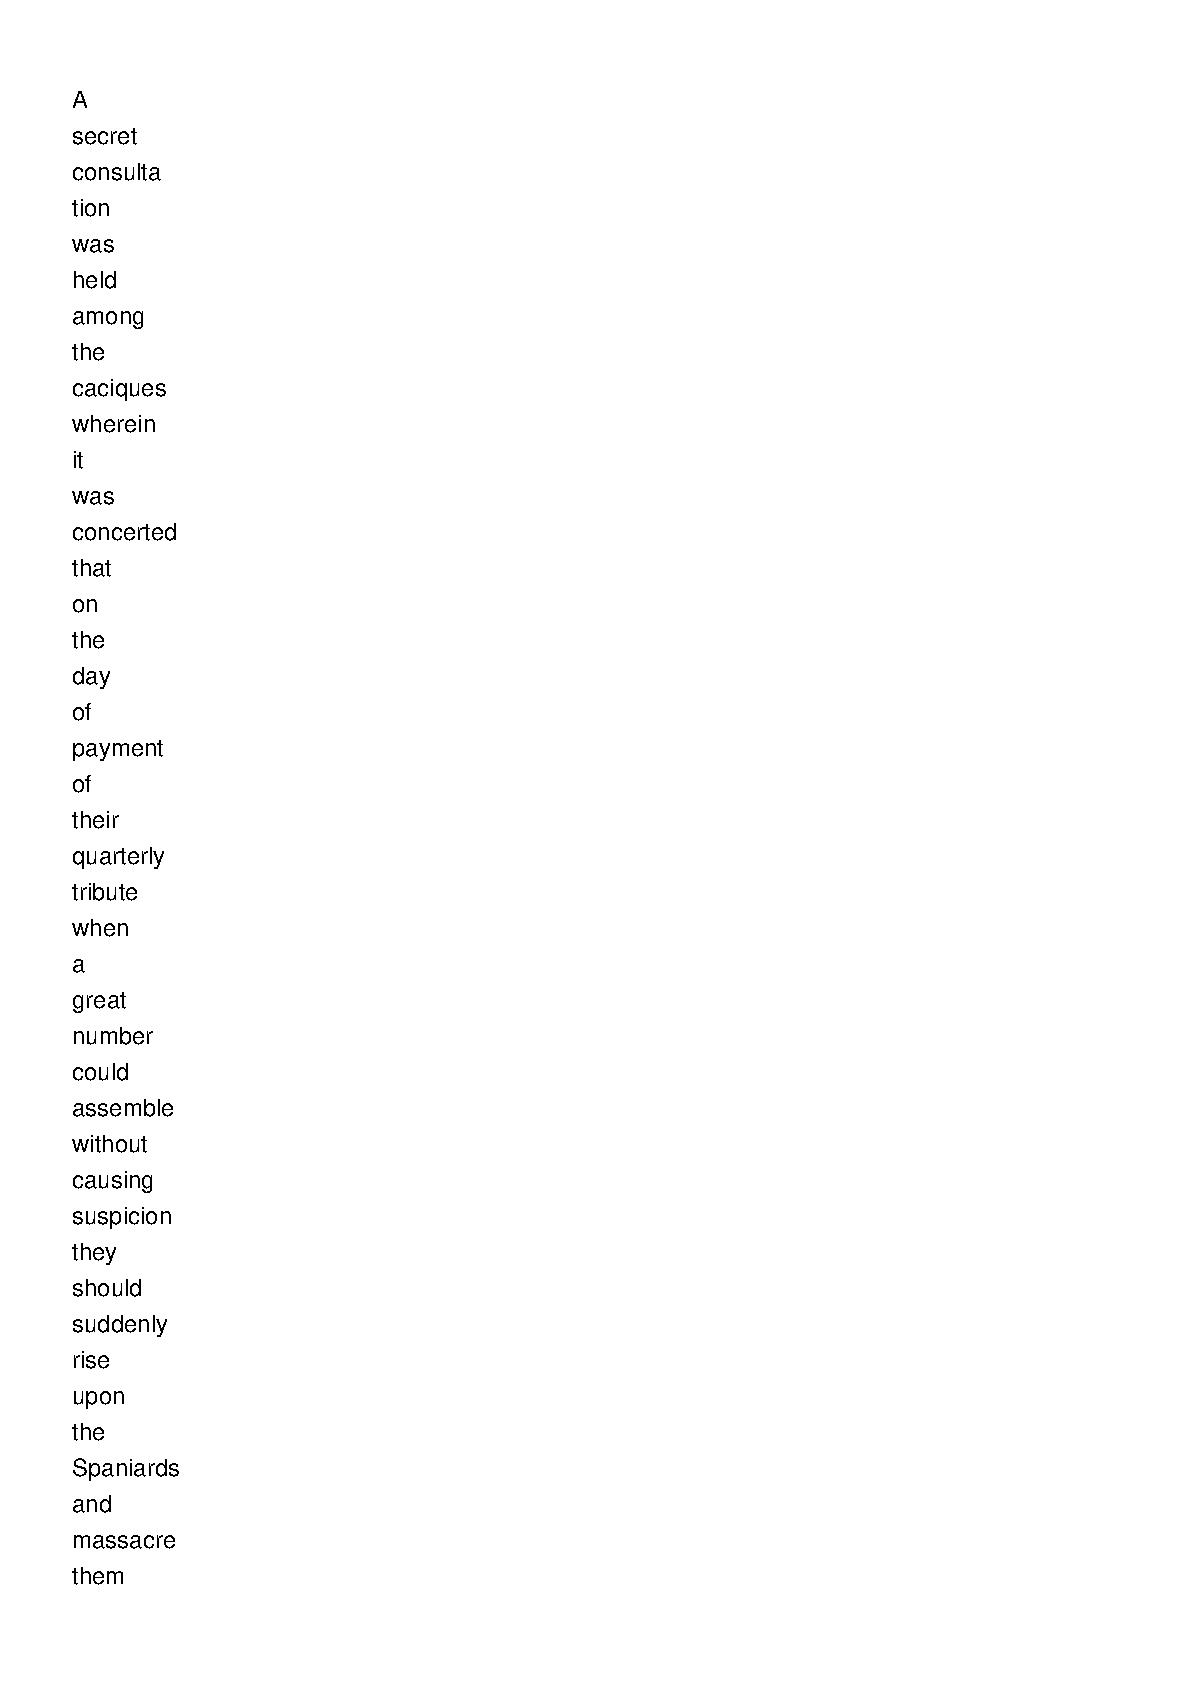 A
secret
consulta
tion
was
held
among
the
caciques
wherein
it
was
concerted
that
on
the
day
of
payment
of
their
quarterly
tribute
when
a
great
number
could
assemble
without
causing
suspicion
they
should
suddenly
rise
upon
the
Spaniards
and
massacre
them